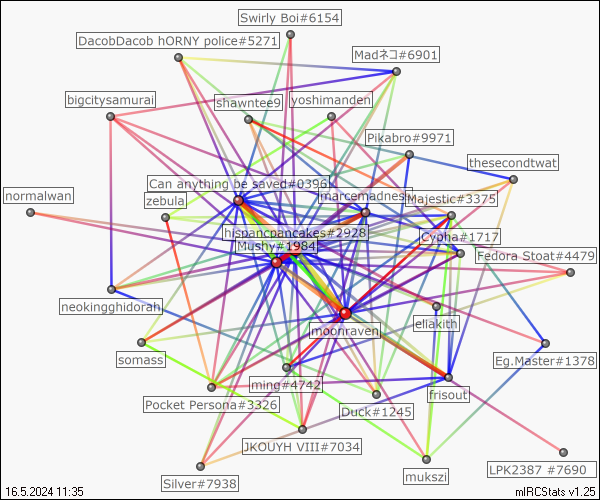 Swirly Boi#6154
DacobDacob hORNY police#5271
Madネコ#6901
bigcitysamurai
shawntee9
yoshimanden
Pikabro#9971
thesecondtwat
Can anything be saved#0396
normalwan
zebula
marcemadness
Majestic#3375
hispancpancakes#2928
Cypha#1717
Mushy#1984
Fedora Stoat#4479
neokingghidorah
moonraven
eliakith
somass
Eg.Master#1378
ming#4742
frisout
Pocket Persona#3326
Duck#1245
JKOUYH VIII#7034
mukszi
LPK2387 #7690
Silver#7938
16.5.2024 11:35
mIRCStats v1.25